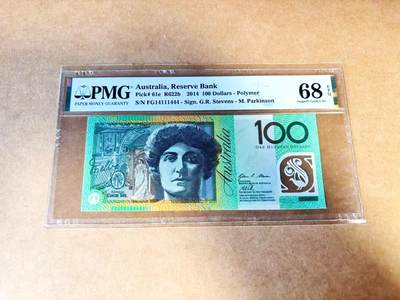 PMG
PAPER MONEY GUARANTY
Australia, Reserve Bank
Pick# 61e R622b 2014 100 Dollars - Polymer
S/N FG14111444 - Sign. G.R. Stevens - M. Parkinson
68 EPQ
Superb Gem Unc
Australia
100
ONE HUNDRED DOLLARS